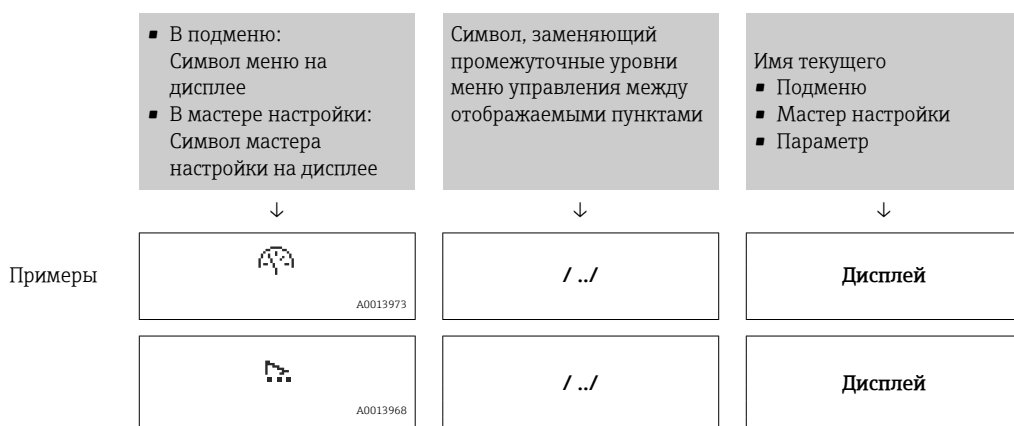 ▪ В подменю:
Символ меню на
дисплее
▪ В мастере настройки:
Символ мастера
настройки на дисплее
Символ, заменяющий
промежуточные уровни
меню управления между
отображаемыми пунктами
Имя текущего
▪ Подменю
▪ Мастер настройки
▪ Параметр
↓ ↓ ↓
Примеры
A0013973
/ ../
Дисплей
A0013968
/ ../
Дисплей